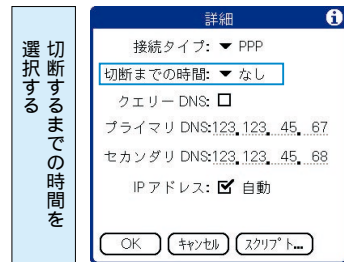 切断するまでの時間を
選択する
詳細
接続タイプ: ▼ PPP
切断までの時間: ▼ なし
クエリー DNS: ☐
プライマリ DNS:123.123.45.67
セカンダリ DNS:123.123.45.68
IPアドレス: ☑ 自動
OK キャンセル スクリプト...